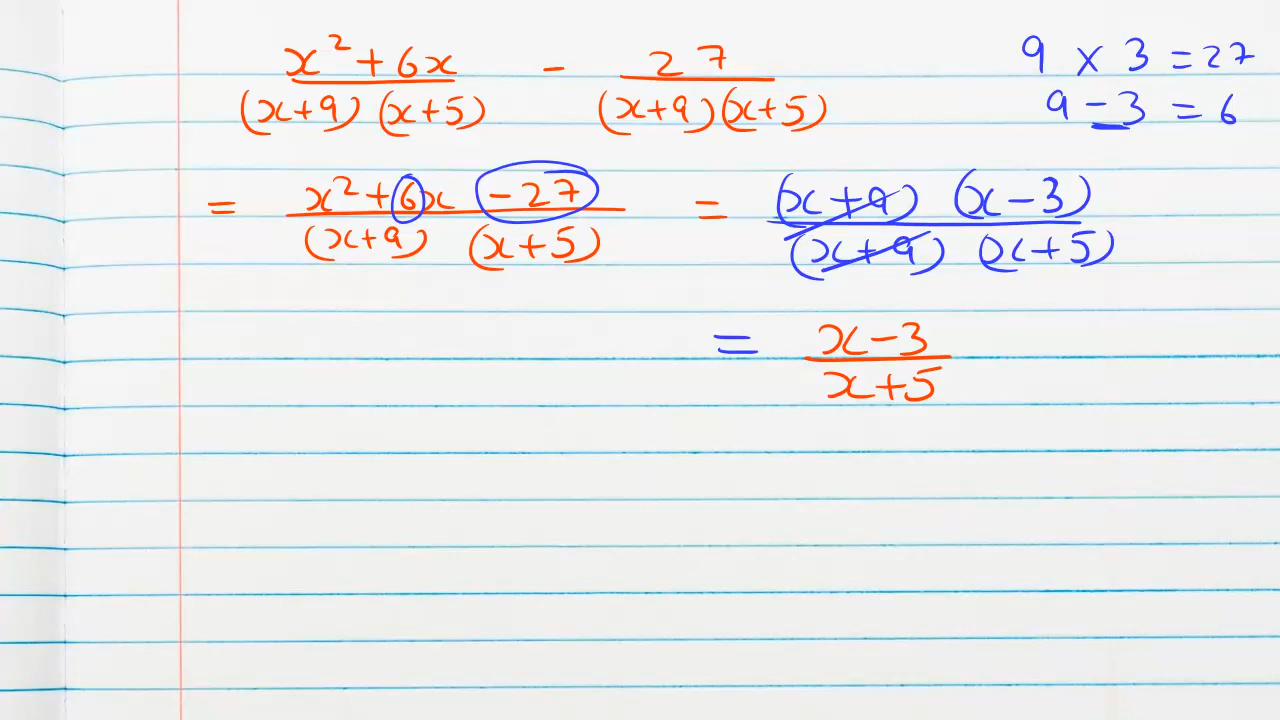 x² + 6x / (x+9) (x+5) - 27 / (x+9)(x+5)
9 × 3 = 27
9 - 3 = 6
= x² + 6x - 27 / (x+9) (x+5) = (x+9) (x-3) / (x+9) (x+5)
= x-3 / x+5